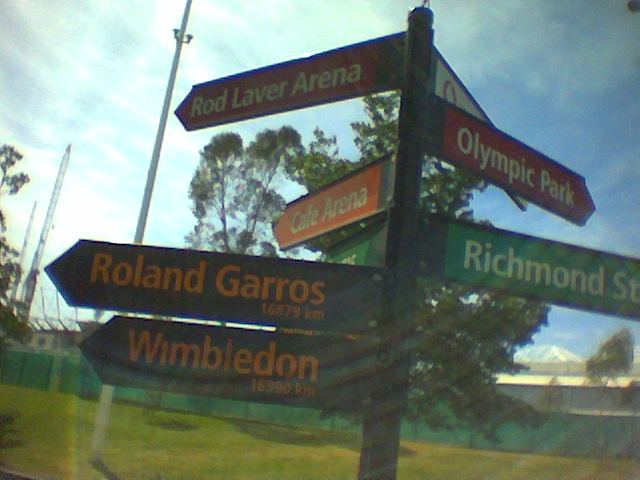 Rod Laver Arena
Olympic Park
Cafe Arena
Richmond St
Roland Garros
16879 km
Wimbledon
16990 km